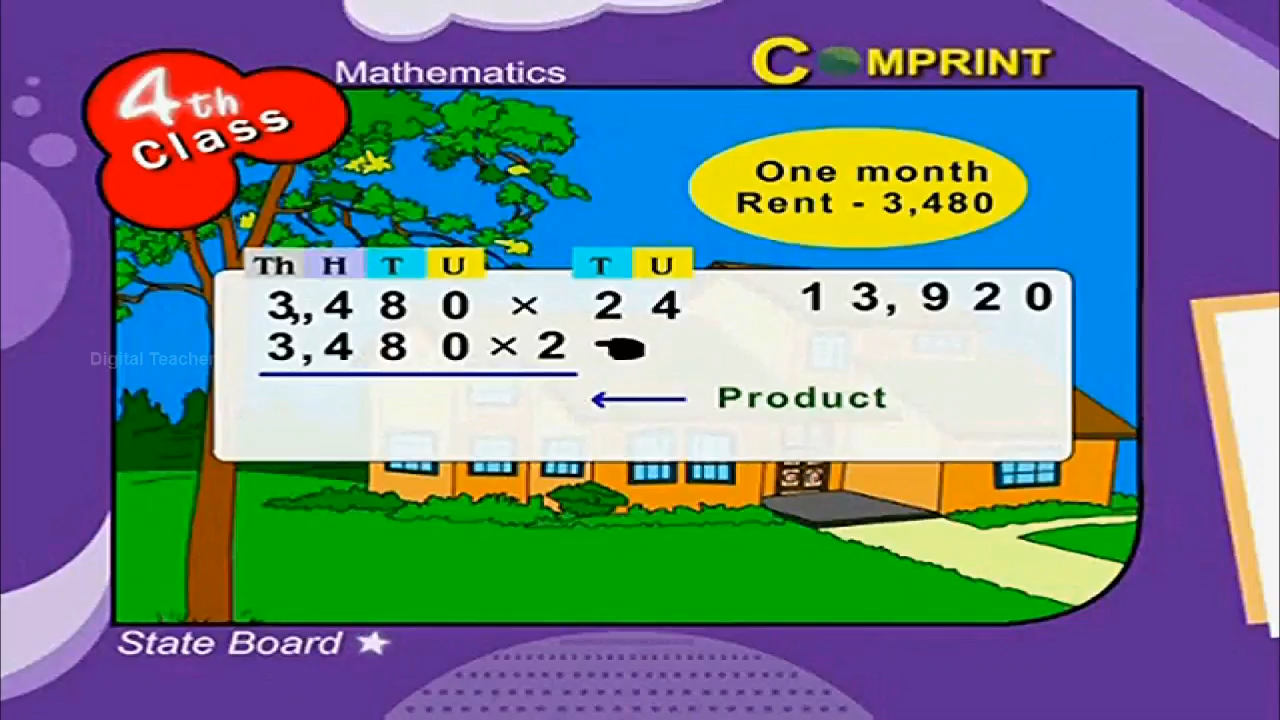 Mathematics
COMPRINT
4th
Class
One month
Rent - 3,480
Th H T U T U
3,,4 8 0 × 2 4 1 3, 9 2 0
3,4 8 0 × 2
Digital Teacher
Product
State Board